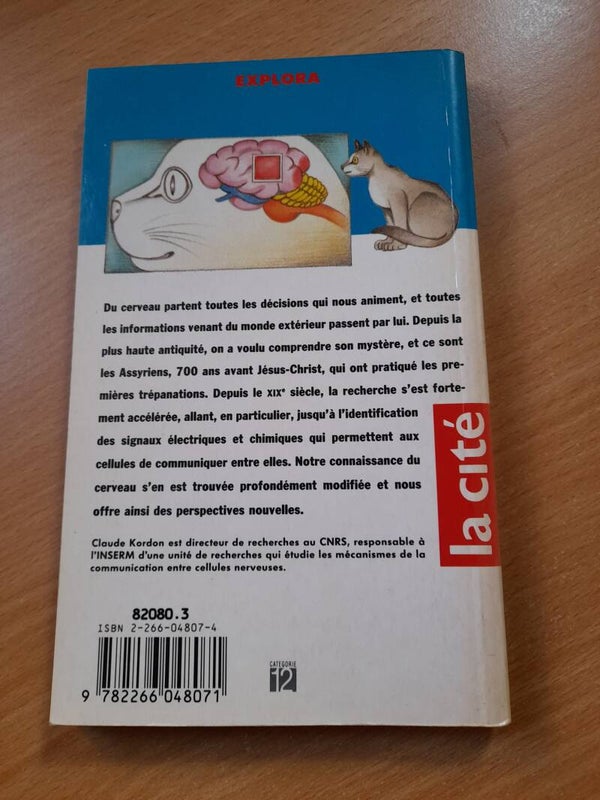 EXPLORA
Du cerveau partent toutes les décisions qui nous animent, et toutes
les informations venant du monde extérieur passent par lui. Depuis la
plus haute antiquité, on a voulu comprendre son mystère, et ce sont
les Assyriens, 700 ans avant Jésus-Christ, qui ont pratiqué les pre-
mières trépanations. Depuis le XIXe siècle, la recherche s'est forte-
ment accélérée, allant, en particulier, jusqu'à l'identification
des signaux électriques et chimiques qui permettent aux
cellules de communiquer entre elles. Notre connaissance du
cerveau s'en est trouvée profondément modifiée et nous
offre ainsi des perspectives nouvelles.
Claude Kordon est directeur de recherches au CNRS, responsable à
l'INSERM d'une unité de recherches qui étudie les mécanismes de la
communication entre cellules nerveuses.
la cité
82080.3
ISBN 2-266-04807-4
9 782266 048071
CATÉGORIE
12